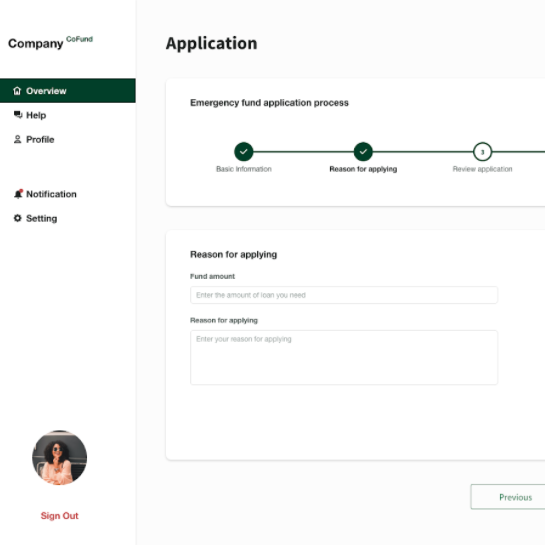 Company CoFund
Application
Overview
Help
Profile
Notification
Setting
Sign Out
Emergency fund application process
3
Basic Information
Reason for applying
Review application
Reason for applying
Fund amount
Enter the amount of loan you need
Reason for applying
Enter your reason for applying
Previous